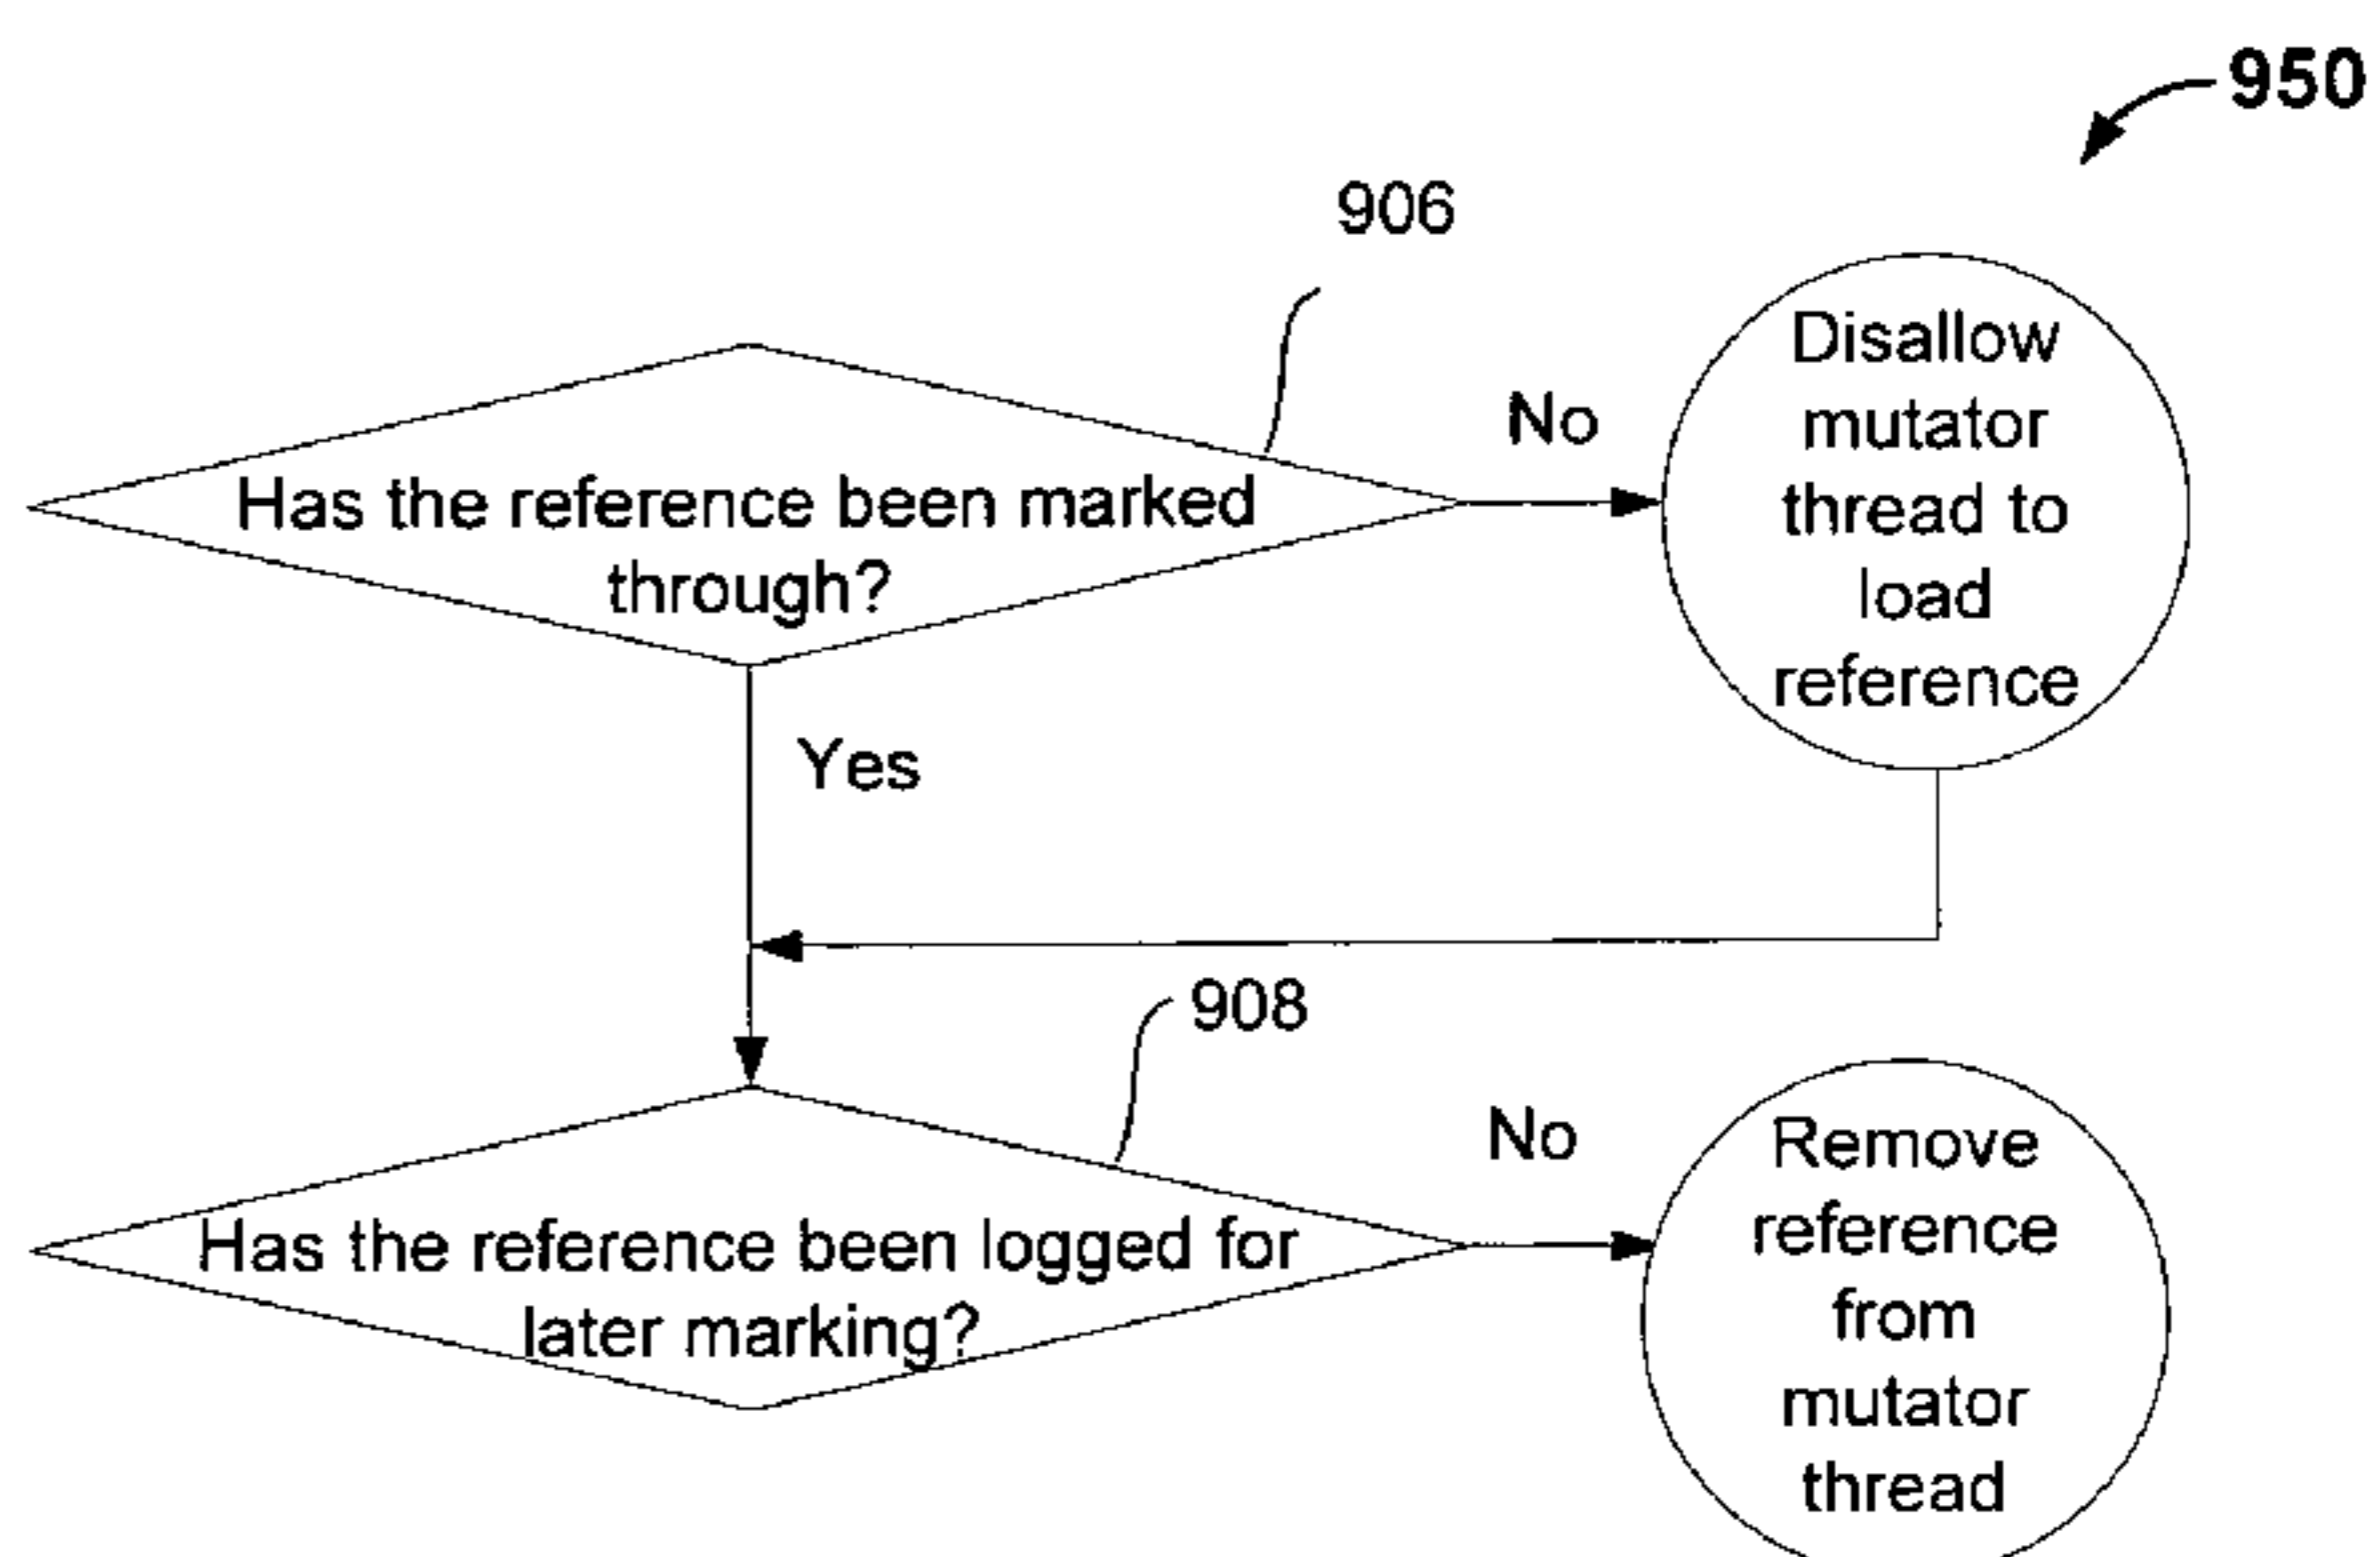 950
906
Has the reference been marked
through?
No
Disallow
mutator
thread to
load
reference
Yes
908
Has the reference been logged for
later marking?
No
Remove
reference
from
mutator
thread